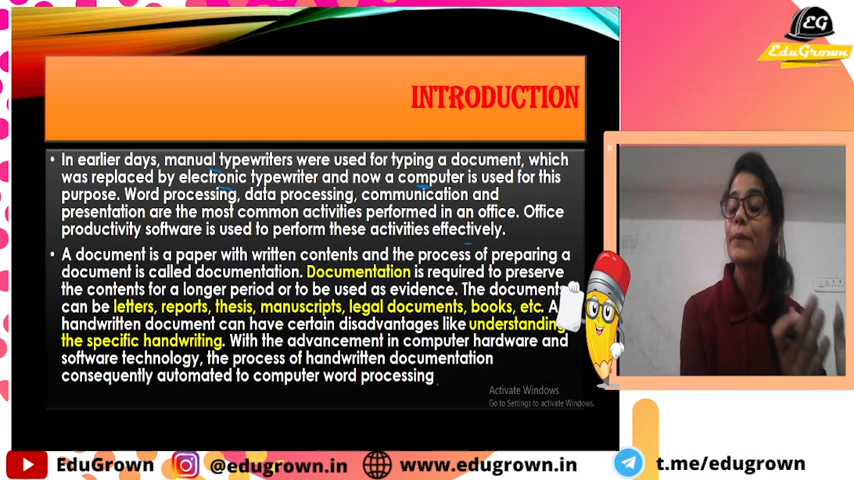 EG
EduGrown
INTRODUCTION
• In earlier days, manual typewriters were used for typing a document, which
was replaced by electronic typewriter and now a computer is used for this
purpose. Word processing, data processing, communication and
presentation are the most common activities performed in an office. Office
productivity software is used to perform these activities effectively.
• A document is a paper with written contents and the process of preparing a
document is called documentation. Documentation is required to preserve
the contents for a longer period or to be used as evidence. The documents
can be letters, reports, thesis, manuscripts, legal documents, books, etc. A
handwritten document can have certain disadvantages like understanding
the specific handwriting. With the advancement in computer hardware and
software technology, the process of handwritten documentation
consequently automated to computer word processing
Activate Windows
Go to Settings to activate Windows.
EduGrown
@edugrown.in
www.edugrown.in
t.me/edugrown